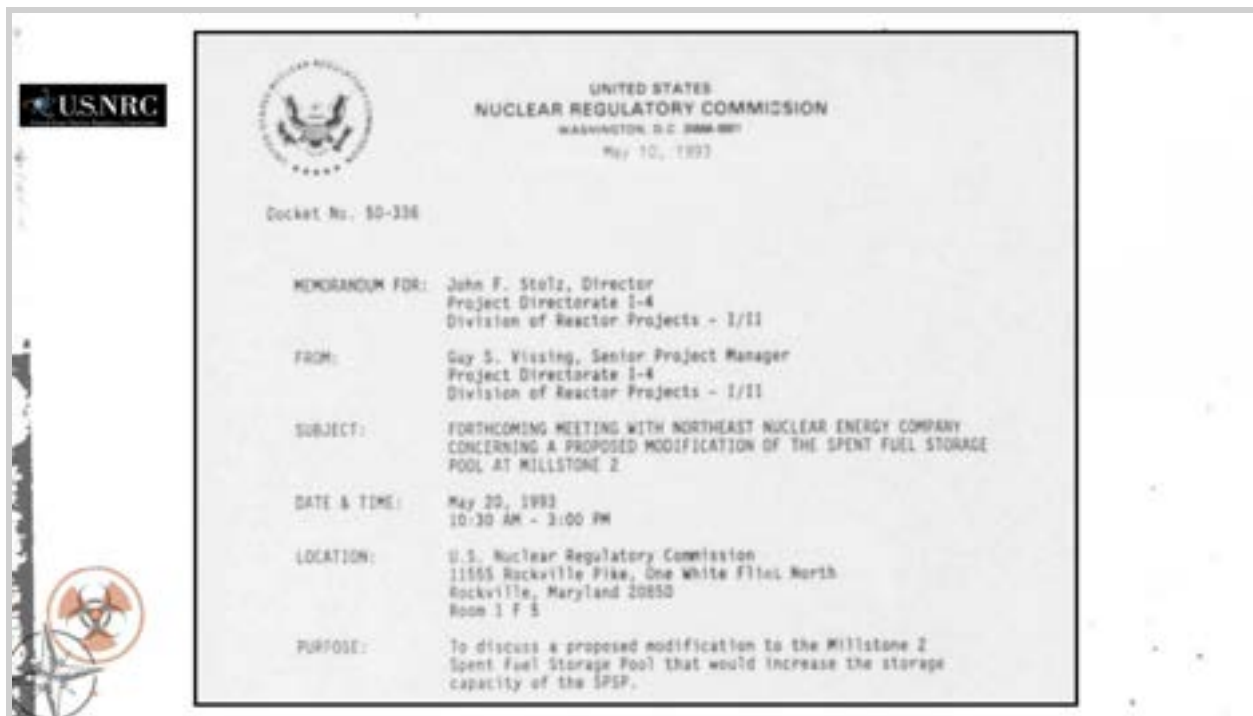 U.S.NRC
UNITED STATES
NUCLEAR REGULATORY COMMISSION
WASHINGTON, D.C.
May 10, 1993
Docket No. 50-336
MEMORANDUM FOR: John F. Stolz, Director
Project Directorate I-4
Division of Reactor Projects - I/II
FROM: Guy S. Vissing, Senior Project Manager
Project Directorate I-4
Division of Reactor Projects - I/II
SUBJECT: FORTHCOMING MEETING WITH NORTHEAST NUCLEAR ENERGY COMPANY
CONCERNING A PROPOSED MODIFICATION OF THE SPENT FUEL STORAGE
POOL AT MILLSTONE 2
DATE & TIME: May 20, 1993
10:30 AM - 3:00 PM
LOCATION: U.S. Nuclear Regulatory Commission
11555 Rockville Pike, One White Flint North
Rockville, Maryland 20850
Room 1 F 5
PURPOSE: To discuss a proposed modification to the Millstone 2
Spent Fuel Storage Pool that would increase the storage
capacity of the SPSP.